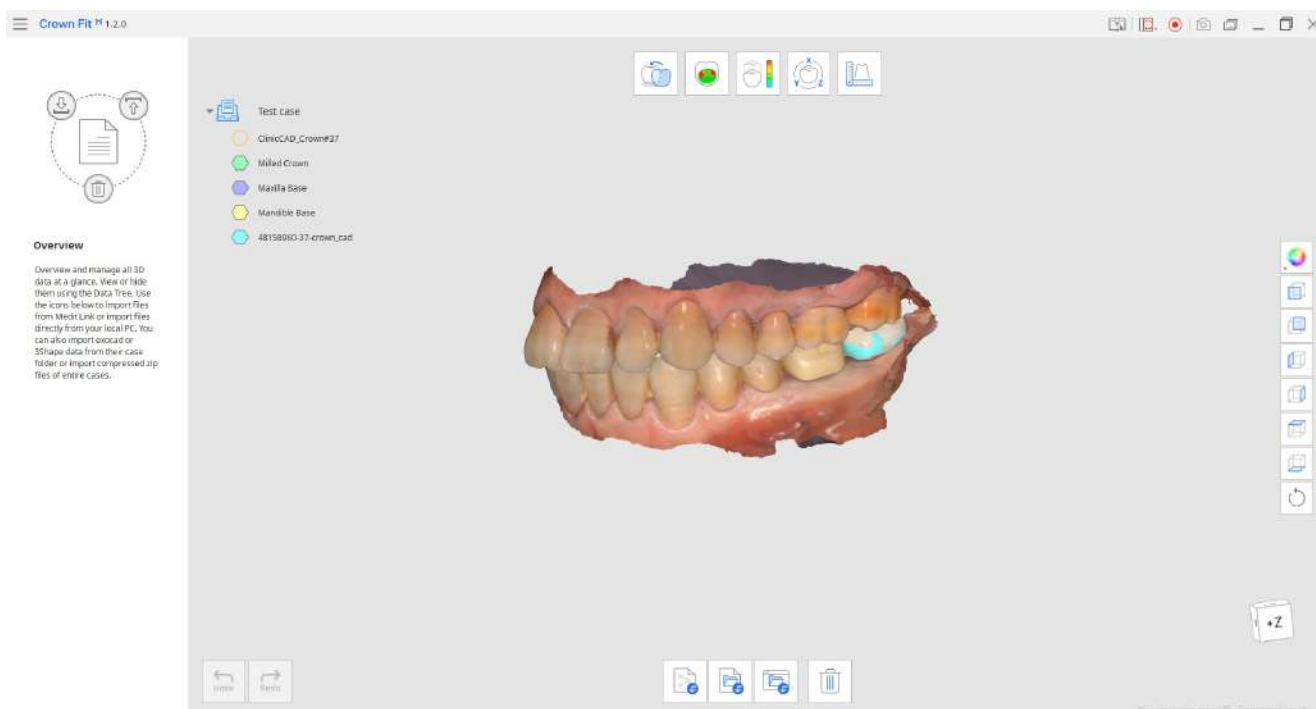 Crown Fit M 1.2.0
Test case
ClinicCAD_Crown#37
Milled Crown
Maxilla Base
Mandible Base
48158960-37-crown_cad
Overview
Overview and manage all 3D
data at a glance. View or hide
them using the Data Tree. Use
the icons below to import files
from Medit Link or import files
directly from your local PC. You
can also import exocad or
3Shape data from their case
folder or import compressed zip
files of entire cases.
X
Y
Z
+Z
Undo
Redo